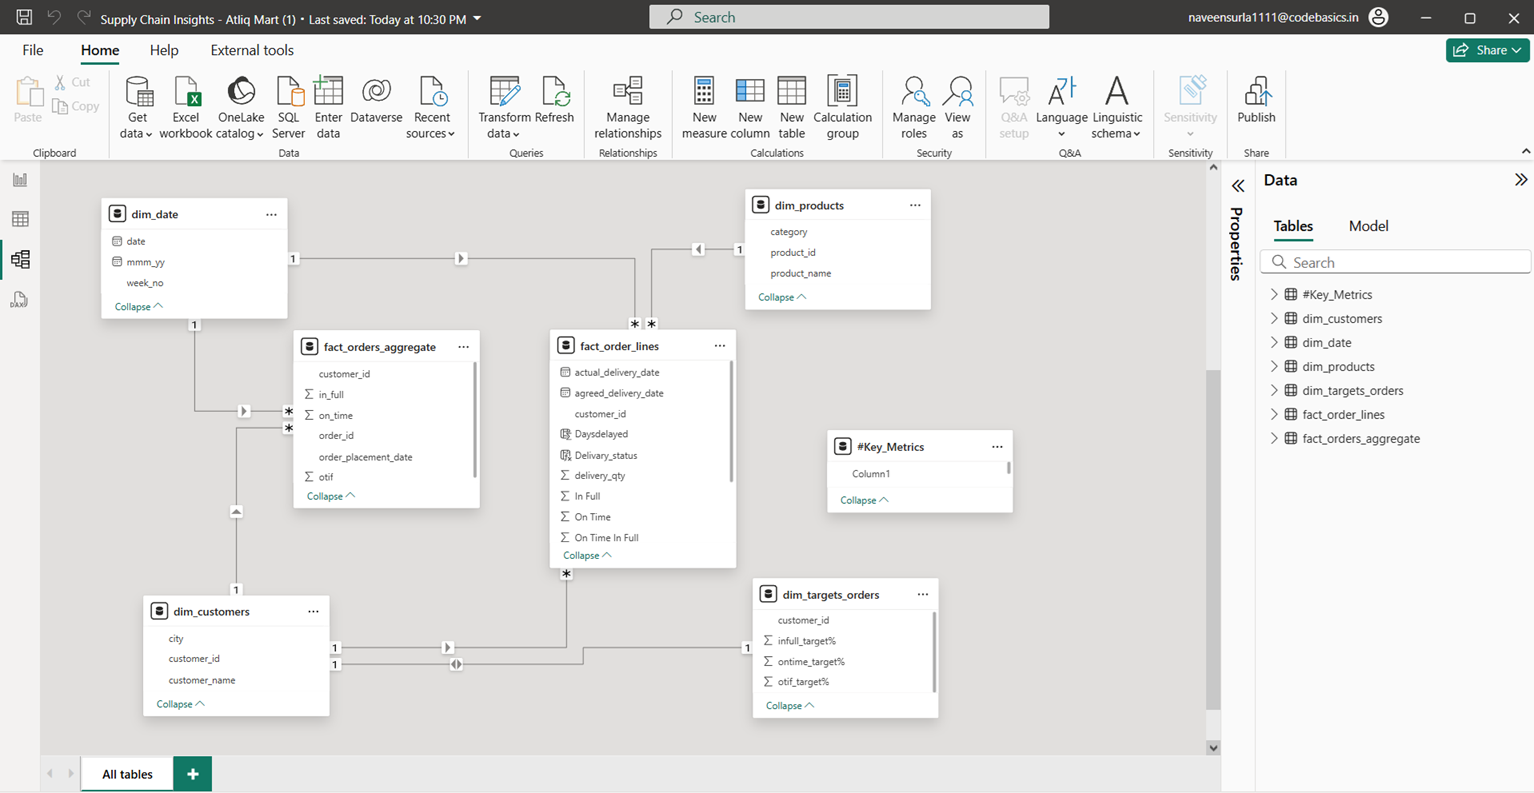 Supply Chain Insights - Atliq Mart (1) • Last saved: Today at 10:30 PM
Search
naveensurla1111@codebasics.in
File
Home
Help
External tools
Share
Paste
Cut
Copy
Clipboard
Get data
Excel workbook
OneLake catalog
SQL Server
Enter data
Dataverse
Recent sources
Data
Transform data
Refresh
Queries
Manage relationships
Relationships
New measure
New column
New table
Calculation group
Calculations
Manage roles
View as
Security
Q&A setup
Language
Linguistic schema
Q&A
Sensitivity
Sensitivity
Publish
Share
DAX
dim_date
date
mmm_yy
week_no
Collapse
1
1
dim_products
category
product_id
product_name
Collapse
1
fact_orders_aggregate
customer_id
in_full
on_time
order_id
order_placement_date
otif
Collapse
*
*
fact_order_lines
actual_delivery_date
agreed_delivery_date
customer_id
Daysdelayed
Delivary_status
delivery_qty
In Full
On Time
On Time In Full
Collapse
*
*
*
#Key_Metrics
Column1
Collapse
dim_customers
city
customer_id
customer_name
Collapse
1
1
1
dim_targets_orders
customer_id
infull_target%
ontime_target%
otif_target%
Collapse
1
Properties
Data
Tables
Model
Search
#Key_Metrics
dim_customers
dim_date
dim_products
dim_targets_orders
fact_order_lines
fact_orders_aggregate
All tables
+